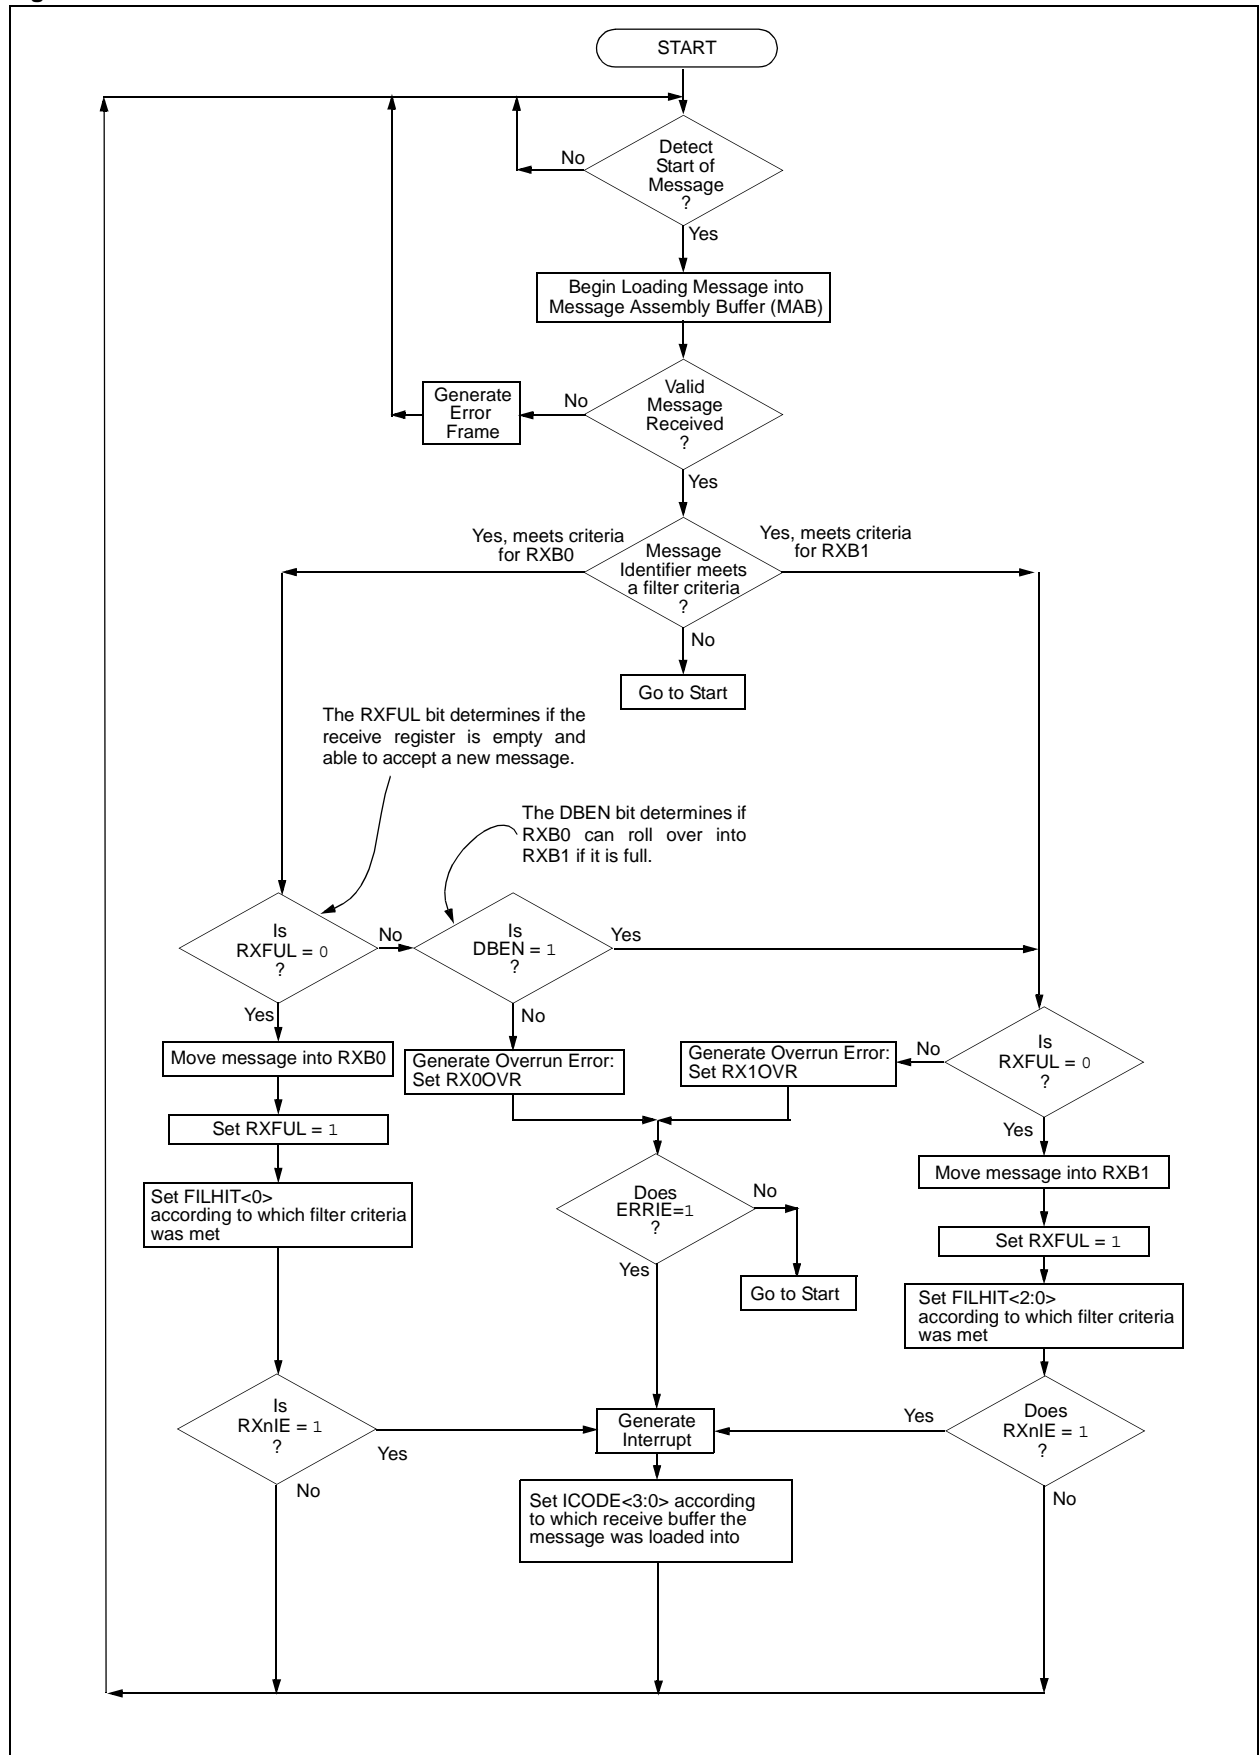 START
Detect
Start of
Message
?
No
Yes
Begin Loading Message into
Message Assembly Buffer (MAB)
Valid
Message
Received
?
No
Generate
Error
Frame
Yes
Yes, meets criteria
for RXB0
Message
Identifier meets
a filter criteria
?
Yes, meets criteria
for RXB1
No
Go to Start
The RXFUL bit determines if the
receive register is empty and
able to accept a new message.
The DBEN bit determines if
RXB0 can roll over into
RXB1 if it is full.
Is
RXFUL = 0
?
No
Is
DBEN = 1
?
Yes
Yes
No
Move message into RXB0
Generate Overrun Error:
Set RX0OVR
Generate Overrun Error:
Set RX1OVR
No
Is
RXFUL = 0
?
Set RXFUL = 1
Yes
Move message into RXB1
Set FILHIT<0>
according to which filter criteria
was met
Does
ERRIE=1
?
No
Yes
Go to Start
Set RXFUL = 1
Set FILHIT<2:0>
according to which filter criteria
was met
Is
RXnIE = 1
?
Yes
No
Generate
Interrupt
Yes
Does
RXnIE = 1
?
No
Set ICODE<3:0> according
to which receive buffer the
message was loaded into